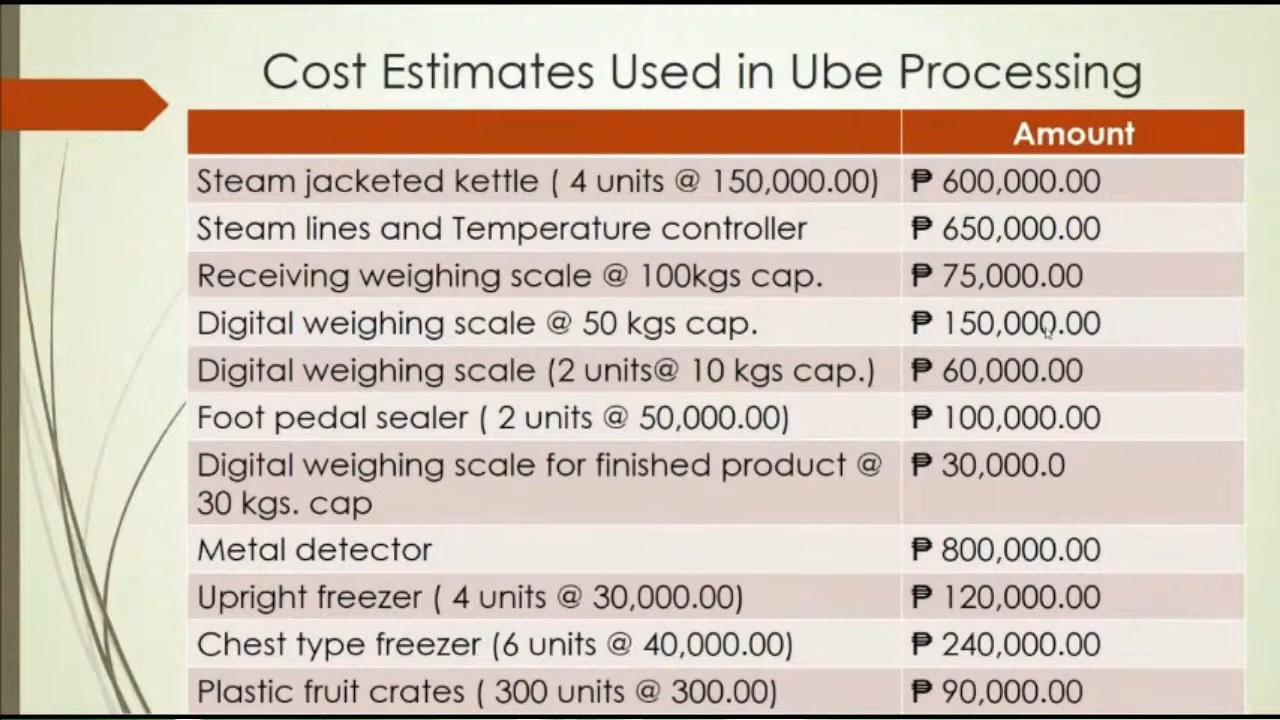 Cost Estimates Used in Ube Processing
Amount
Steam jacketed kettle ( 4 units @ 150,000.00) ₱ 600,000.00
Steam lines and Temperature controller ₱ 650,000.00
Receiving weighing scale @ 100kgs cap. ₱ 75,000.00
Digital weighing scale @ 50 kgs cap. ₱ 150,000.00
Digital weighing scale (2 units@ 10 kgs cap.) ₱ 60,000.00
Foot pedal sealer ( 2 units @ 50,000.00) ₱ 100,000.00
Digital weighing scale for finished product @ ₱ 30,000.0
30 kgs. cap
Metal detector ₱ 800,000.00
Upright freezer ( 4 units @ 30,000.00) ₱ 120,000.00
Chest type freezer (6 units @ 40,000.00) ₱ 240,000.00
Plastic fruit crates ( 300 units @ 300.00) ₱ 90,000.00